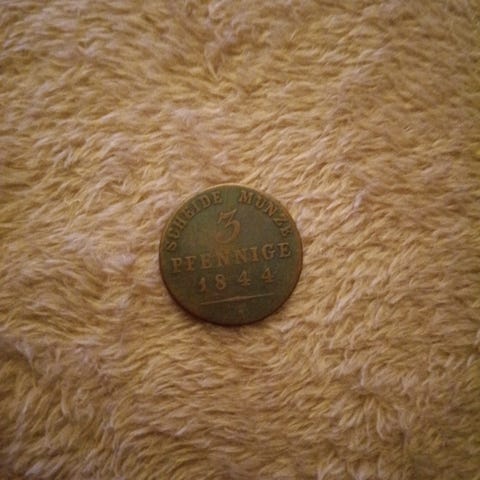 SCHEIDE MÜNZE
3
PFENNIGE
1844